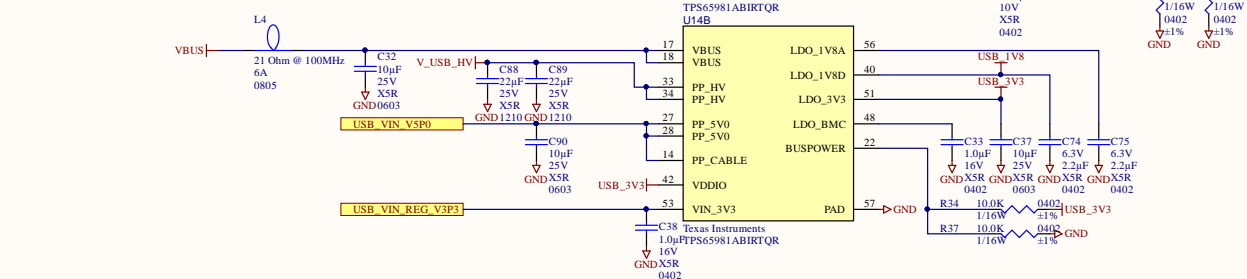 TPS65981ABIRTQR
U14B
10V
X5R
0402
1/16W
0402
±1%
GND
1/16W
0402
±1%
GND
L4
VBUS
21 Ohm @ 100MHz
6A
0805
C32
10µF
25V
X5R
0603
GND
V_USB_HV
C88
22µF
25V
X5R
1210
GND
C89
22µF
25V
X5R
1210
GND
USB_VIN_V5P0
C90
10µF
25V
X5R
0603
GND
USB_3V3
USB_VIN_REG_V3P3
C38
1.0µF
16V
X5R
0402
GND
17 VBUS
18 VBUS
33 PP_HV
34 PP_HV
27 PP_5V0
28 PP_5V0
14 PP_CABLE
42 VDDIO
53 VIN_3V3
LDO_1V8A 56
LDO_1V8D 40
LDO_3V3 51
LDO_BMC 48
BUSPOWER 22
PAD 57
GND
Texas Instruments
TPS65981ABIRTQR
USB_1V8
USB_3V3
C33
1.0µF
16V
X5R
0402
GND
C37
10µF
25V
X5R
0603
GND
C74
6.3V
2.2µF
X5R
0402
GND
C75
6.3V
2.2µF
X5R
0402
GND
R34 10.0K 0402
1/16W ±1%
USB_3V3
R37 10.0K 0402
1/16W ±1%
GND